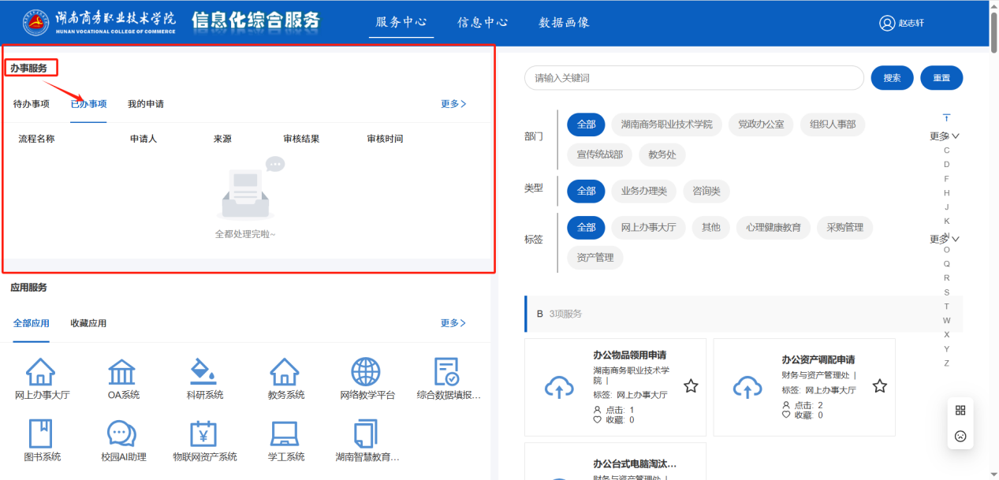 湖南商务职业技术学院
HUNAN VOCATIONAL COLLEGE OF COMMERCE
信息化综合服务
服务中心
信息中心
数据画像
赵志轩
办事服务
待办事项
已办事项
我的申请
更多>
流程名称
申请人
来源
审核结果
审核时间
全都处理完啦~
应用服务
全部应用
收藏应用
更多>
网上办事大厅
OA系统
科研系统
教务系统
网络教学平台
综合数据填报...
图书系统
校园AI助理
物联网资产系统
学工系统
湖南智慧教育...
请输入关键词
搜索
重置
部门
全部
湖南商务职业技术学院
党政办公室
组织人事部
更多
宣传统战部
教务处
类型
全部
业务办理类
咨询类
标签
全部
网上办事大厅
其他
心理健康教育
采购管理
更多
资产管理
C
D
F
H
J
K
N
O
Q
R
S
T
W
X
Y
Z
B 3项服务
办公物品领用申请
湖南商务职业技术学
院 |
标签: 网上办事大厅
点击: 1
收藏: 0
办公资产调配申请
财务与资产管理处 |
标签: 网上办事大厅
点击: 2
收藏: 0
办公台式电脑淘汰...
财务与资产管理处 |